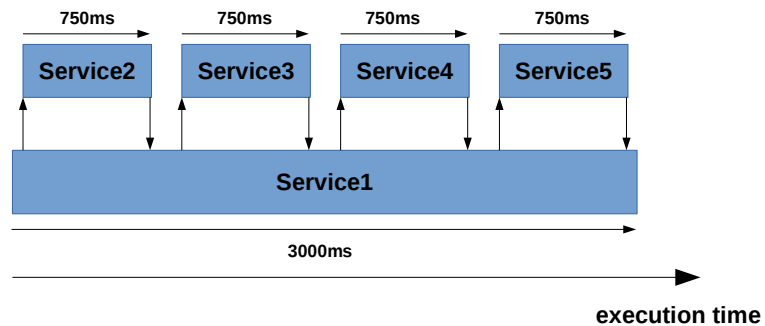 750ms 750ms 750ms 750ms
Service2 Service3 Service4 Service5
Service1
3000ms
execution time